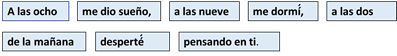 A las ocho me dio sueño, a las nueve me dormí, a las dos
de la mañana desperté pensando en ti.